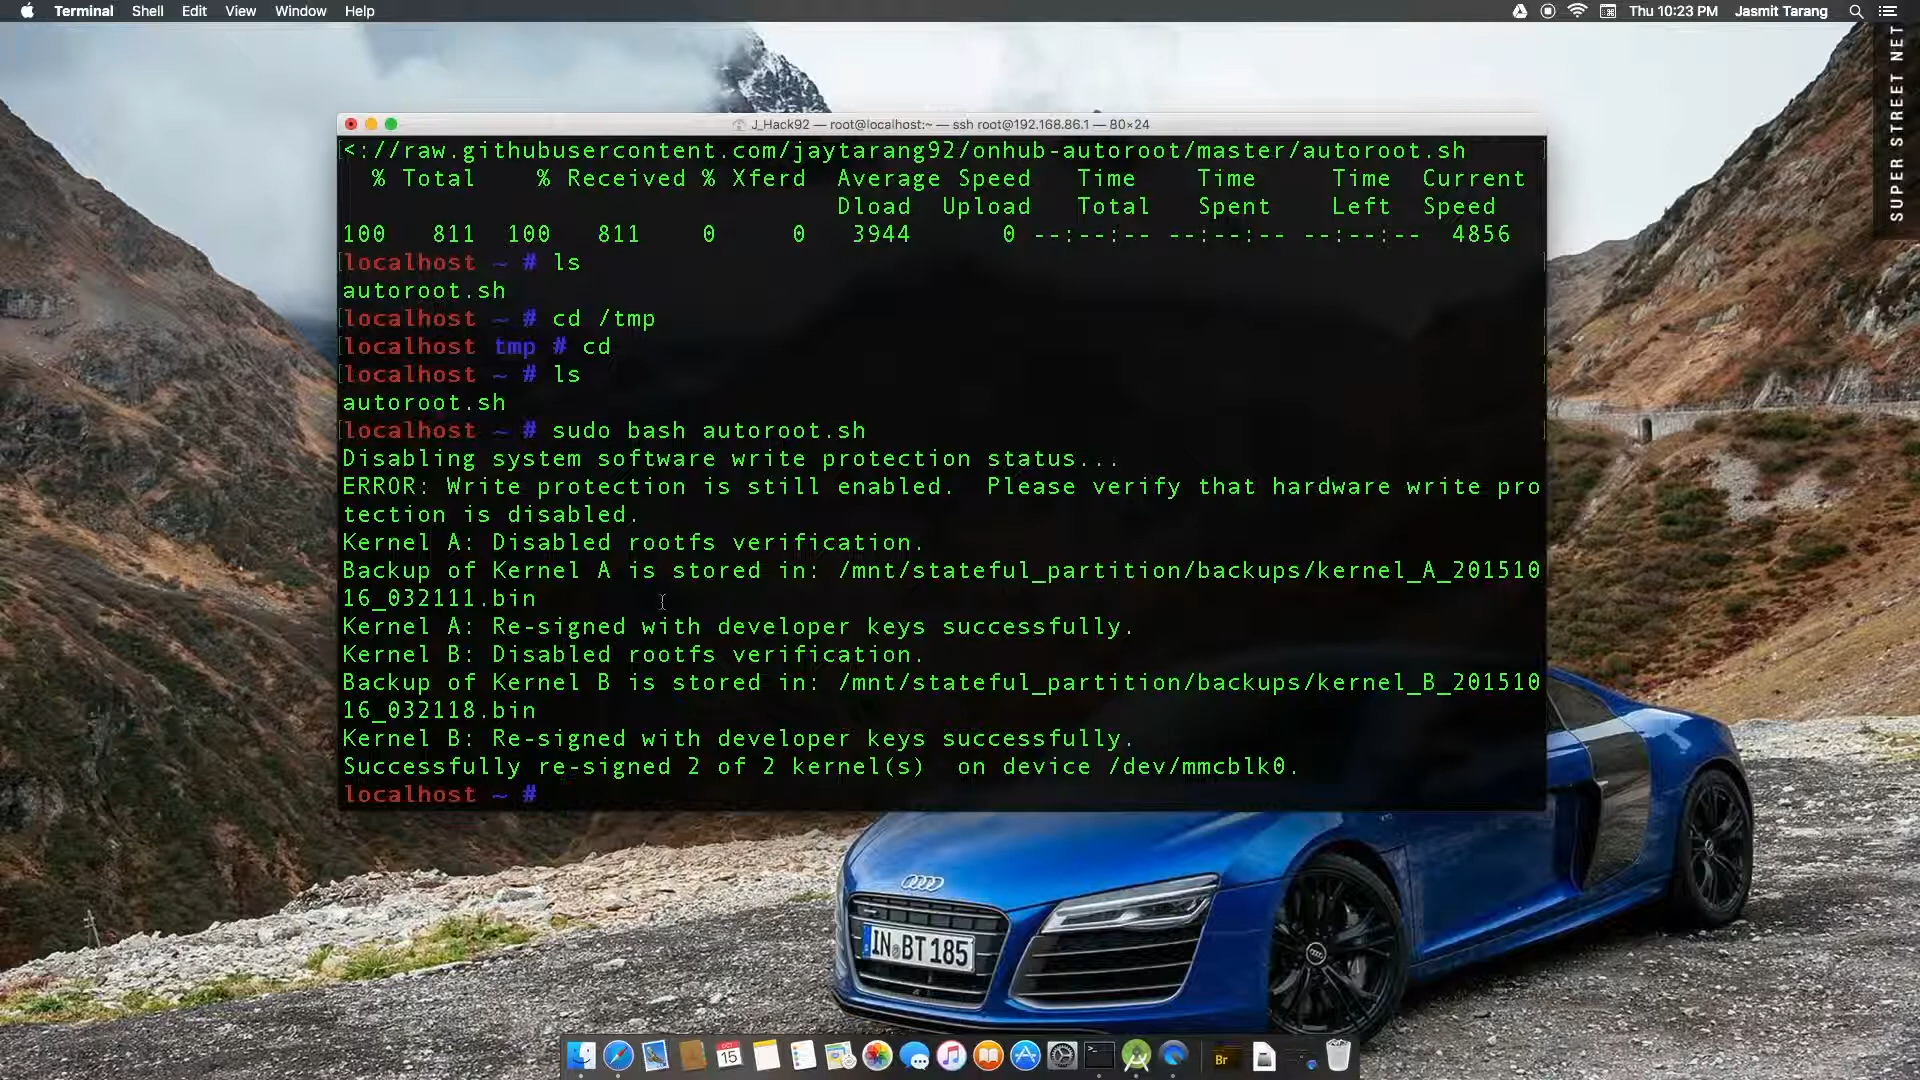 Terminal Shell Edit View Window Help
Thu 10:23 PM Jasmit Tarang
SUPER STREET NET
J_Hack92 — root@localhost:~ — ssh root@192.168.86.1 — 80×24
<://raw.githubusercontent.com/jaytarang92/onhub-autoroot/master/autoroot.sh
% Total % Received % Xferd Average Speed Time Time Time Current
Dload Upload Total Spent Left Speed
100 811 100 811 0 0 3944 0 --:--:-- --:--:-- --:--:-- 4856
[localhost ~ # ls
autoroot.sh
[localhost ~ # cd /tmp
[localhost tmp # cd
[localhost ~ # ls
autoroot.sh
[localhost ~ # sudo bash autoroot.sh
Disabling system software write protection status...
ERROR: Write protection is still enabled.  Please verify that hardware write pro
tection is disabled.
Kernel A: Disabled rootfs verification.
Backup of Kernel A is stored in: /mnt/stateful_partition/backups/kernel_A_201510
16_032111.bin
Kernel A: Re-signed with developer keys successfully.
Kernel B: Disabled rootfs verification.
Backup of Kernel B is stored in: /mnt/stateful_partition/backups/kernel_B_201510
16_032118.bin
Kernel B: Re-signed with developer keys successfully.
Successfully re-signed 2 of 2 kernel(s)  on device /dev/mmcblk0.
localhost ~ #
IN BT 185
OCT
15
Br